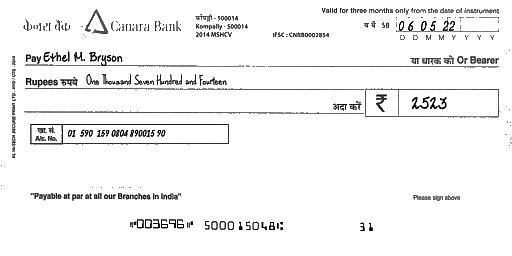 केनरा बैंक Canara Bank
कोंपल्ली - 500014
Kompally - 500014
2014 MSHCV
IFSC : CNRB0002854
Valid for three months only from the date of instrument
SB 06 05 22
D D M M Y Y Y Y
Pay Ethel M. Bryson या धारक को Or Bearer
Rupees रुपये One Thousand Seven Hundred and Fourteen
अदा करें ₹ 2523
खा. सं.
A/c. No. 01 590 159 0804 890015 90
"Payable at par at all our Branches in India"
Please sign above
⑈003696⑈ 500015048⑆ 31